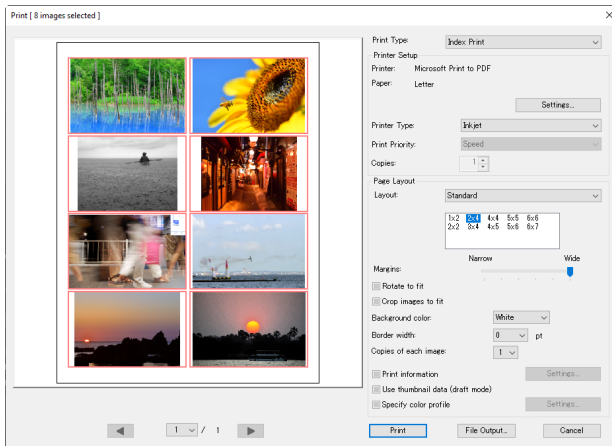 Print [ 8 images selected ]
Print Type: Index Print
Printer Setup
Printer: Microsoft Print to PDF
Paper: Letter
Settings...
Printer Type: Inkjet
Print Priority: Speed
Copies: 1
Page Layout
Layout: Standard
1x2 2x4 4x4 5x5 6x6
2x2 3x4 4x5 5x6 6x7
Narrow Wide
Margins:
Rotate to fit
Crop images to fit
Background color: White
Border width: 0 pt
Copies of each image: 1
Print information Settings...
Use thumbnail data (draft mode)
Specify color profile Settings...
1 / 1
Print File Output... Cancel